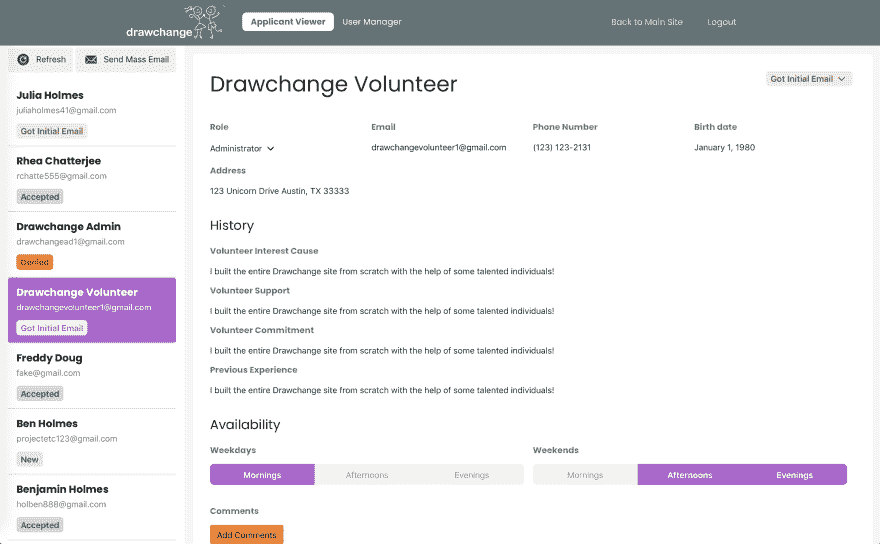 drawchange
Applicant Viewer
User Manager
Back to Main Site
Logout
Refresh
Send Mass Email
Julia Holmes
juliaholmes41@gmail.com
Got Initial Email
Rhea Chatterjee
rchatte555@gmail.com
Accepted
Drawchange Admin
drawchangead1@gmail.com
Denied
Drawchange Volunteer
drawchangevolunteer1@gmail.com
Got Initial Email
Freddy Doug
fake@gmail.com
Accepted
Ben Holmes
projectetc123@gmail.com
New
Benjamin Holmes
holben888@gmail.com
Accepted
Drawchange Volunteer
Got Initial Email
Role
Email
Phone Number
Birth date
Administrator
drawchangevolunteer1@gmail.com
(123) 123-2131
January 1, 1980
Address
123 Unicorn Drive Austin, TX 33333
History
Volunteer Interest Cause
I built the entire Drawchange site from scratch with the help of some talented individuals!
Volunteer Support
I built the entire Drawchange site from scratch with the help of some talented individuals!
Volunteer Commitment
I built the entire Drawchange site from scratch with the help of some talented individuals!
Previous Experience
I built the entire Drawchange site from scratch with the help of some talented individuals!
Availability
Weekdays
Weekends
Mornings
Afternoons
Evenings
Mornings
Afternoons
Evenings
Comments
Add Comments